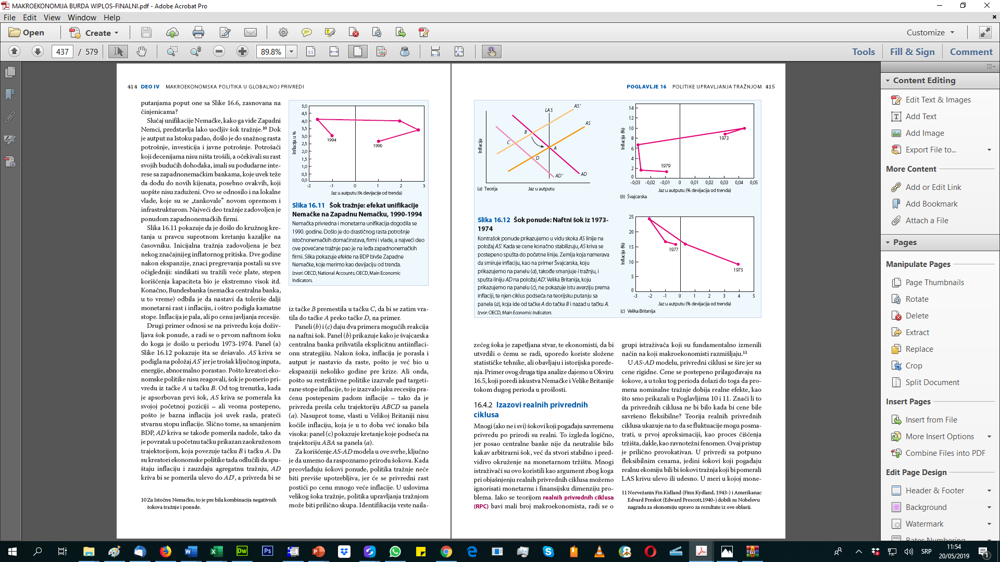 MAKROEKONOMIJA BURDA WIPLOS-FINALNI.pdf - Adobe Acrobat Pro
File Edit View Window Help
Open Create Customize
437 / 579 89.8% Tools Fill & Sign Comment
414 DEO IV MAKROEKONOMSKA POLITIKA U GLOBALNOJ PRIVREDI
putanjama poput one sa Slike 16.6, zasnovana na
činjenicama?
Slučaj unifikacije Nemačke, kako ga vide Zapadni
Nemci, predstavlja lako uočljiv šok tražnje.¹⁰ Dok
je autput na Istoku padao, došlo je do snažnog rasta
potrošnje, investicija i javne potrošnje. Potrošači
koji decenijama nisu ništa trošili, a očekivali su rast
svojih budućih dohodaka, imali su podudarne inte-
rese sa zapadnonemačkim bankama, koje uvek teže
da dođu do novih kijenata, posebno ovakvih, koji
uopšte nisu zaduženi. Ovo se odnosilo i na lokalne
vlade, koje su se „tankovale” novom opremom i
infrastrukturom. Najveći deo tražnje zadovoljen je
ponudom zapadnonemačkih firmi.
Slika 16.11 pokazuje da je došlo do kružnog kre-
tanja u pravcu suprotnom kretanju kazaljke na
časovniku. Inicijalna tražnja zadovoljena je bez
nekog značajnijeg inflatornog pritiska. Dve godine
nakon ekspanzije, znaci pregrevanja postali su sve
očigledniji: sindikati su tražili veće plate, stepen
korišćenja kapaciteta bio je ekstremno visok itd.
Konačno, Bundesbanka (nemačka centralna banka,
u to vreme) odbila je da nastavi da toleriše dalji
monetarni rast i inflaciju, i oštro podigla kamatne
stope. Inflacija je pala, ali po cenu javljanja recesije.
Drugi primer odnosi se na privredu koja doživ-
ljava šok ponude, a radi se o prvom naftnom šoku
do koga je došlo u periodu 1973-1974. Panel (a)
Slike 16.12 pokazuje šta se dešavalo. AS kriva se
podigla na položaj AS' jer je trošak ključnog inputa,
energije, abnormalno porastao. Pošto kreatori eko-
nomske politike nisu reagovali, šok je pomerio pri-
vredu iz tačke A u tačku B. Od tog trenutka, kada
je apsorbovan prvi šok, AS kriva se pomerala ka
svojoj početnoj poziciji – ali veoma postepeno,
pošto je bazna inflacija još uvek rasla, prateći
stvarnu stopu inflacije. Slično tome, sa smanjenim
BDP, AD kriva se takođe pomerila nadole, tako da
je povratak u početnu tačku prikazan zaokruženom
trajektorijom, koja povezuje tačku B i tačku A. Da
su kreatori ekonomske politike tada odlučili da spu-
štaju inflaciju i zauzdaju agregatnu tražnju, AD
kriva bi se pomerila ulevo do AD', a privreda bi se
10 Za Istočnu Nemačku, to je pre bila kombinacija negativnih
šokova tražnje i ponude.
Inflacija u %
5,0
4,5
4,0
3,5
3,0
2,5
2,0
1,5
1,0
0,5
0,0
1994
1990
-2 -1 0 1 2 3
Jaz u autputu (% devijacije od trenda)
Slika 16.11 Šok tražnje: efekat unifikacije
Nemačke na Zapadnu Nemačku, 1990-1994
Nemačka privredna i monetarna unifikacija dogodila se
1990. godine. Došlo je do drastičnog rasta potrošnje
istočnonemačkih domaćinstava, firmi i vlade, a najveći deo
ove povećane tražnje pao je na leđa zapadnonemačkih
firmi. Slika pokazuje efekte na BDP bivše Zapadne
Nemačke, koje merimo kao devijaciju od trenda.
Izvori: OECD, National Accounts; OECD, Main Economic
Indicators.
iz tačke B premestila u tačku C, da bi se zatim vra-
tila do tačke A preko tačke D, na primer.
Paneli (b) i (c) daju dva primera mogućih reakcija
na naftni šok. Panel (b) prikazuje kako je švajcarska
centralna banka prihvatila eksplicitnu antiinflaci-
onu strategijiu. Nakon šoka, inflacija je porasla i
autput je nastavio da raste, pošto je već bio u
ekspanziji nekoliko godine pre krize. Ali onda,
pošto su restriktivne politike izazvale pad targeti-
rane stope inflacije, to je izazvalo jaku recesiju pra-
ćenu postepenim padom inflacije – tako da je
privreda prešla celu trajektoriju ABCD sa panela
(a). Nasuprot tome, vlasti u Velikoj Britaniji nisu
kočile inflaciju, koja je u to doba već ionako bila
visoka: panel (c) pokazuje kretanje koje podseća na
trajektoriju ABA sa panela (a).
Za korišćenje AS-AD modela u ove svrhe, ključno
je da umemo da raspoznamo prirodu šokova. Kada
preovlađuju šokovi ponude, politika tražnje neće
biti previše upotrebljiva, jer će se privredni rast
postići po cenu mnogo veće inflacije. U uslovima
velikog šoka tražnje, politika upravljanja tražnjom
može biti prilično skupa. Identifikacija vrste naila-
POGLAVLJE 16 POLITIKE UPRAVLJANJA TRAŽNJOM 415
Inflacija
LAS
AS'
AS
B
C
A
D
AD'
AD
(a) Teorija Jaz u autputu
Inflacija (%)
14
12
10
8
6
4
2
0
1973
1979
-0,03 -0,02 -0,01 0 0,01 0,02 0,03 0,04 0,05
Jaz u autputu (% devijacija od trenda)
(b) Švajcarska
Slika 16.12 Šok ponude: Naftni šok iz 1973-
1974
Kontrašok ponude prikazujemo u vidu skoka AS linije na
položaj AS'. Kada se cene konačno stabilizuju, AS kriva se
postepeno spušta do početne linije. Zemlja koja namerava
da smiruje inflaciju, kao na primer Švajcarska, koju
prikazujemo na panelu (a), takođe smanjuje i tražnju, i
spušta liniju AD na položaj AD'. Velika Britanija, koju
prikazujemo na panelu (c), ne pokazuje istu averziju prema
inflaciji, te njen ciklus podseća na teorijsku putanju sa
panela (a), koja ide od tačke A do tačke B i nazad u tačku A.
Izvor: OECD, Main Economic Indicators.
Inflacija (%)
25
20
15
10
5
0
1977
1973
-3 -2 -1 0 1 2 3 4 5
Jaz u autputu (% devijacija od trenda)
(c) Velika Britanija
zećeg šoka je zapetljana stvar, te ekonomisti, da bi
utvrdili o čemu se radi, uporedo koriste složene
statističke tehnike, ali obavljaju i istorijska poređe-
nja. Primer ovog druga tipa analize dajemo u Okviru
16.5, koji poredi iskustva Nemačke i Velike Britanije
tokom dugog perioda u prošlosti.
16.4.2 Izazovi realnih privrednih
ciklusa
Mnogi (ako ne i svi) šokovi koji pogađaju savremenu
privredu po prirodi su realni. To izgleda logično,
jer posao centralne banke nije da neutrališe bilo
kakav arbitrarni šok, već da stvori stabilno i pred-
vidivo okruženje na monetarnom tržištu. Mnogi
istraživači su ovo koristili kao argument zbog koga
pri objašnjenju realnih privrednih ciklusa možemo
ignorisati monetarnu i finansijsku dimenziju pro-
blema. Iako se teorijom realnih privrednih ciklusa
(RPC) bavi mali broj makroekonomista, radi se o
grupi istraživača koji su fundamentalno izmenili
način na koji makroekonomisti razmišljaju.¹¹
U AS-AD modelu, privredni ciklusi se šire jer su
cene rigidne. Cene se postepeno prilagođavaju na
šokove, a u toku tog perioda dolazi do toga da pro-
mena nominalne tražnje dobija realne efekte, kao
što smo prikazali u Poglavljima 10 i 11. Znači li to
da privrednih ciklusa ne bi bilo kada bi cene bile
savršeno fleksibilne? Teorija realnih privrednih
ciklusa ukazuje na to da se fluktuacije mogu posma-
trati, u prvoj aproksimaciji, kao proces čišćenja
tržišta, dakle, kao ravnotežni fenomen. Ovaj pristup
je prilično provokativan. U privredi sa potpuno
fleksibilnim cenama, jedini šokovi koji pogađaju
realnu ekomiju bili bi šokovi tražnja koji bi pomerali
LAS krivu ulevo ili udesno. U meri u kojoj mone-
11 Norvežanin Fin Kidland (Finn Kydland, 1943-) i Amerikanac
Edvard Preskot (Edward Prescott,1940-) dobili su Nobelovu
nagradu za ekonomiju upravo za rezultate iz ove oblasti.
Content Editing
Edit Text & Images
Add Text
Add Image
Export File to...
More Content
Add or Edit Link
Add Bookmark
Attach a File
Pages
Manipulate Pages
Page Thumbnails
Rotate
Delete
Extract
Replace
Crop
Split Document
Insert Pages
Insert from File
More Insert Options
Combine Files into PDF
Edit Page Design
Header & Footer
Background
Watermark
Bates Numbering
SRP
11:54
20/05/2019